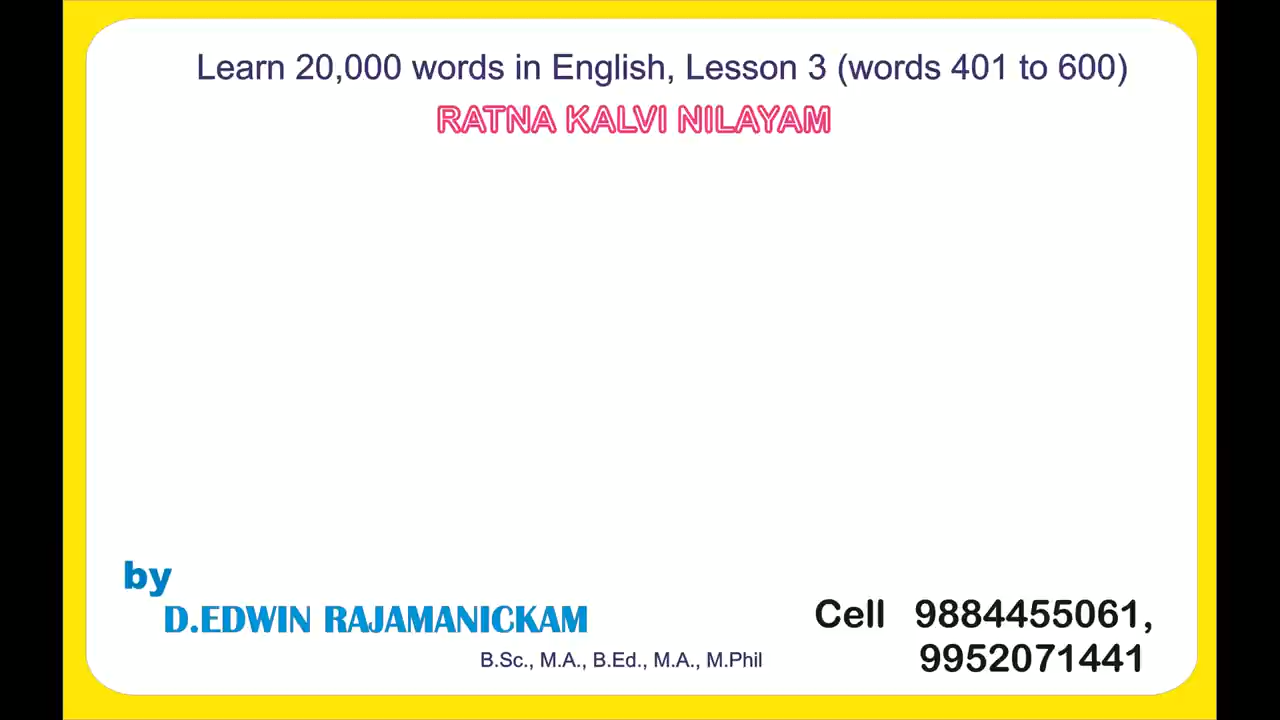 Learn 20,000 words in English, Lesson 3 (words 401 to 600)
RATNA KALVI NILAYAM
by
D.EDWIN RAJAMANICKAM
B.Sc., M.A., B.Ed., M.A., M.Phil
Cell 9884455061,
9952071441